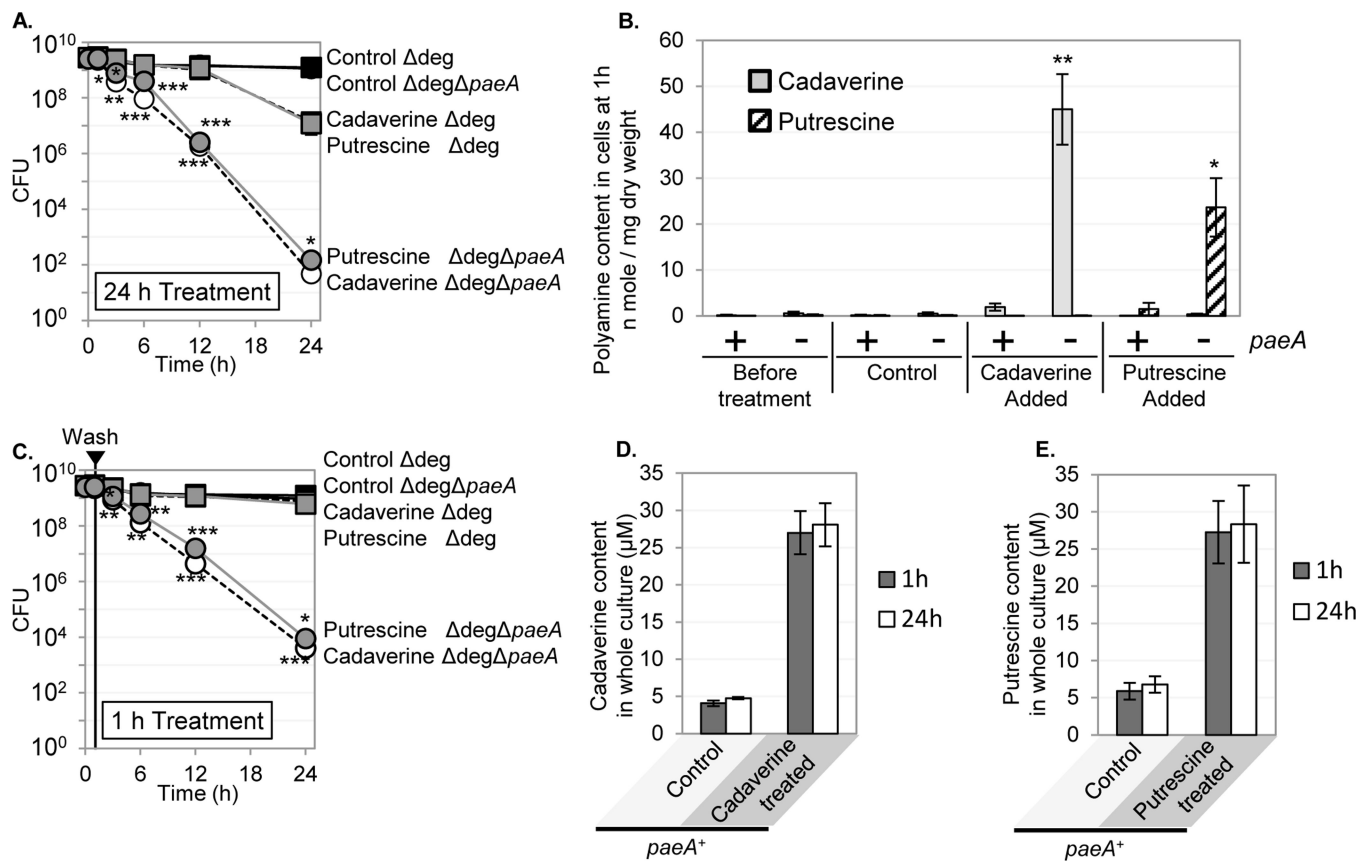 A.
CFU
10¹⁰
10⁸
10⁶
10⁴
10²
10⁰
0 6 12 18 24
Time (h)
24 h Treatment
* * ** *** *** *** *** *
Control Δdeg
Control ΔdegΔpaeA
Cadaverine Δdeg
Putrescine Δdeg
Putrescine ΔdegΔpaeA
Cadaverine ΔdegΔpaeA
B.
Polyamine content in cells at 1h
n mole / mg dry weight
60
50
40
30
20
10
0
Cadaverine
Putrescine
**
*
+ - + - + - + - paeA
Before treatment
Control
Cadaverine Added
Putrescine Added
C.
Wash
CFU
10¹⁰
10⁸
10⁶
10⁴
10²
10⁰
0 6 12 18 24
Time (h)
1 h Treatment
* ** ** ** *** *** * ***
Control Δdeg
Control ΔdegΔpaeA
Cadaverine Δdeg
Putrescine Δdeg
Putrescine ΔdegΔpaeA
Cadaverine ΔdegΔpaeA
D.
Cadaverine content
in whole culture (µM)
35
30
25
20
15
10
5
0
1h
24h
Control
Cadaverine
treated
paeA⁺
E.
Putrescine content
in whole culture (µM)
35
30
25
20
15
10
5
0
1h
24h
Control
Putrescine
treated
paeA⁺